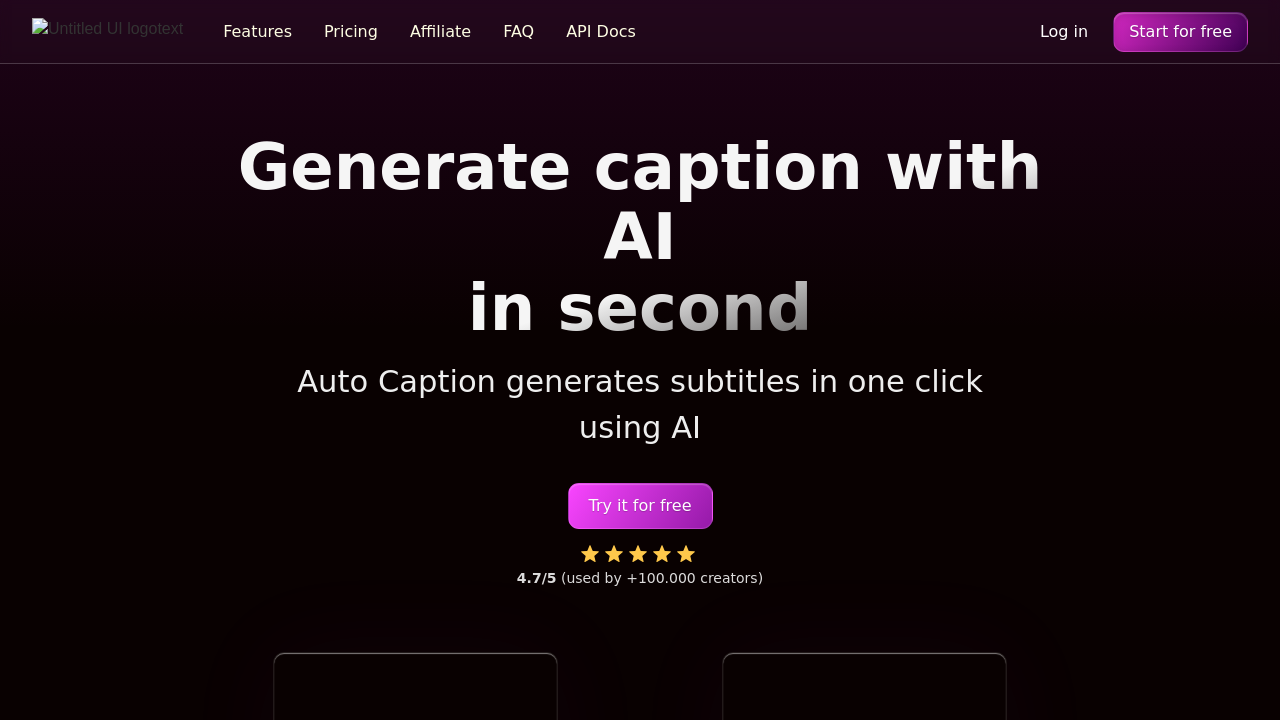 Untitled UI logotext
Features
Pricing
Affiliate
FAQ
API Docs
Log in
Start for free
Generate caption with
AI
in second
Auto Caption generates subtitles in one click
using AI
Try it for free
4.7/5 (used by +100.000 creators)